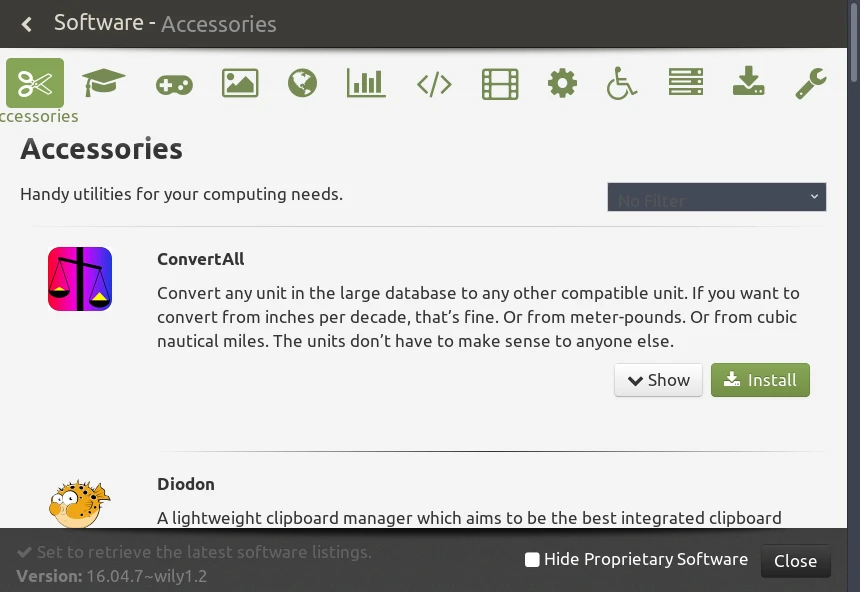 Software - Accessories
ccessories
Accessories
Handy utilities for your computing needs.
No Filter
ConvertAll
Convert any unit in the large database to any other compatible unit. If you want to
convert from inches per decade, that’s fine. Or from meter-pounds. Or from cubic
nautical miles. The units don’t have to make sense to anyone else.
Show
Install
Diodon
A lightweight clipboard manager which aims to be the best integrated clipboard
Set to retrieve the latest software listings.
Hide Proprietary Software
Close
Version: 16.04.7~wily1.2